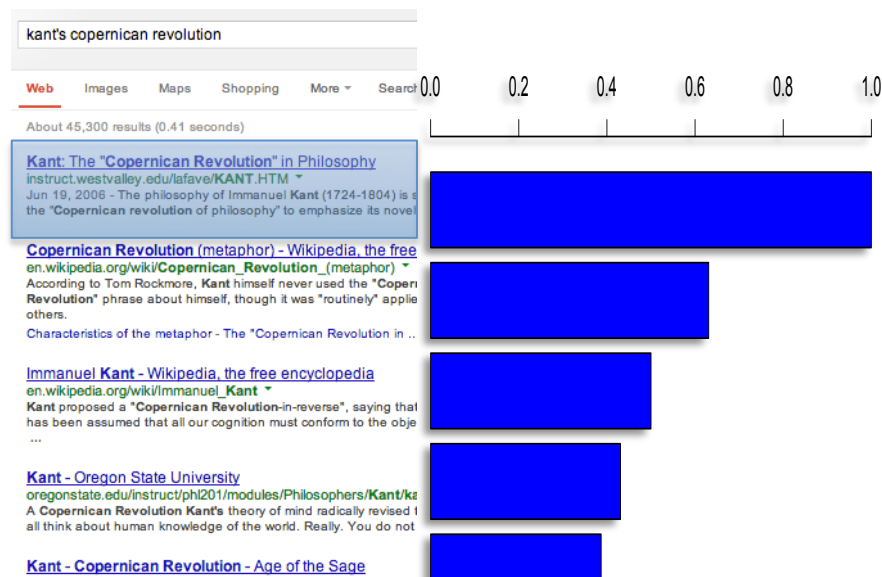 kant's copernican revolution
Web Images Maps Shopping More Search
0.0 0.2 0.4 0.6 0.8 1.0
About 45,300 results (0.41 seconds)
Kant: The "Copernican Revolution" in Philosophy
instruct.westvalley.edu/lafave/KANT.HTM
Jun 19, 2006 - The philosophy of Immanuel Kant (1724-1804) is
the "Copernican revolution of philosophy" to emphasize its novel
Copernican Revolution (metaphor) - Wikipedia, the free
en.wikipedia.org/wiki/Copernican_Revolution_(metaphor)
According to Tom Rockmore, Kant himself never used the "Coper
Revolution" phrase about himself, though it was "routinely" applie
others.
Characteristics of the metaphor - The "Copernican Revolution in ...
Immanuel Kant - Wikipedia, the free encyclopedia
en.wikipedia.org/wiki/Immanuel_Kant
Kant proposed a "Copernican Revolution-in-reverse", saying that
has been assumed that all our cognition must conform to the obje
...
Kant - Oregon State University
oregonstate.edu/instruct/phl201/modules/Philosophers/Kant/ka
A Copernican Revolution Kant's theory of mind radically revised
all think about human knowledge of the world. Really. You do not
Kant - Copernican Revolution - Age of the Sage